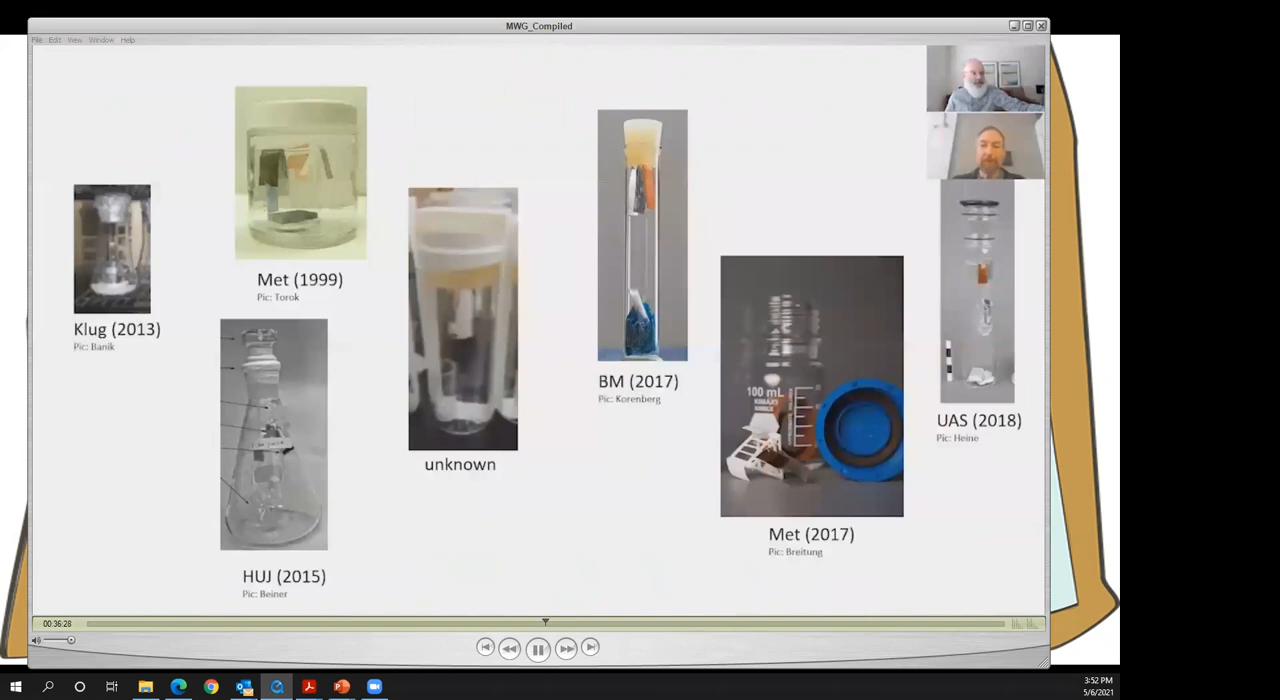 MWG_Compiled
File Edit View Window Help
Met (1999)
Pic: Torok
Klug (2013)
Pic: Banik
BM (2017)
Pic: Korenberg
100 mL
KIMAX
UAS (2018)
Pic: Heine
unknown
Met (2017)
Pic: Breitung
HUJ (2015)
Pic: Beiner
00:36:28
3:52 PM
5/6/2021